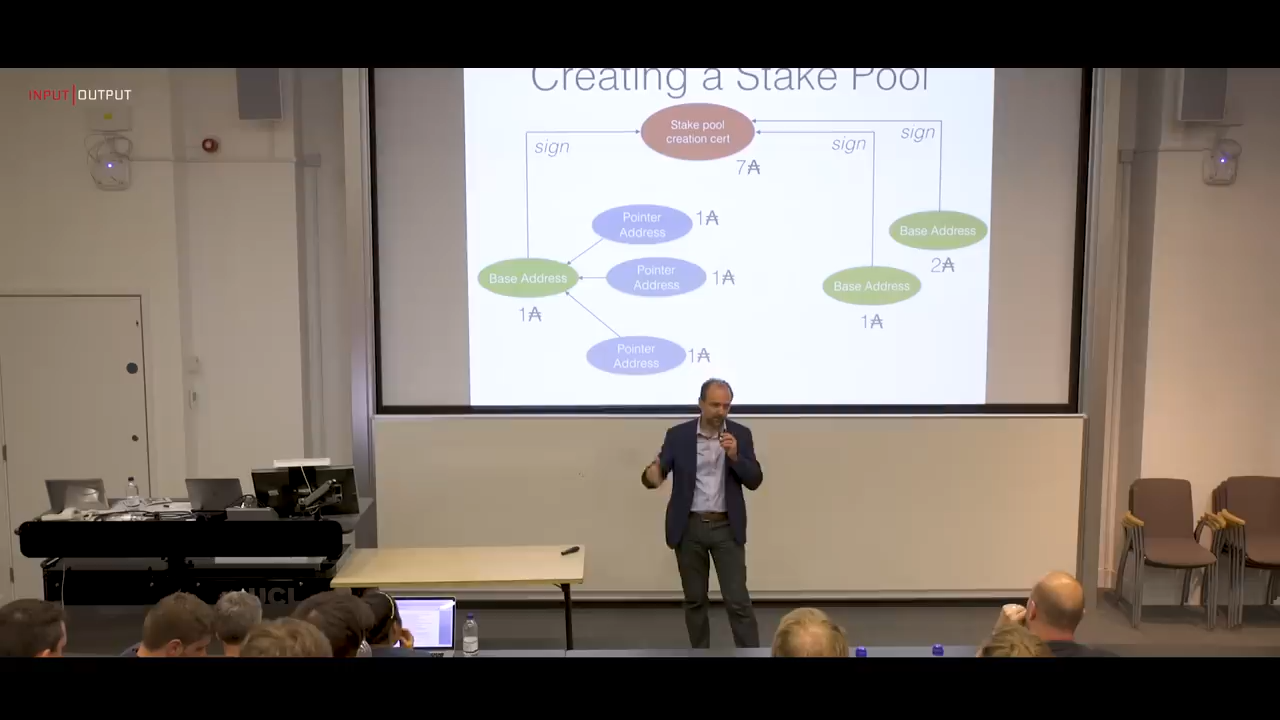 INPUT|OUTPUT
Creating a Stake Pool
Stake pool
creation cert
7₳
sign
sign
sign
Pointer
Address
1₳
Base Address
2₳
Pointer
Address
1₳
Base Address
1₳
Base Address
1₳
Pointer
Address
1₳
UCL